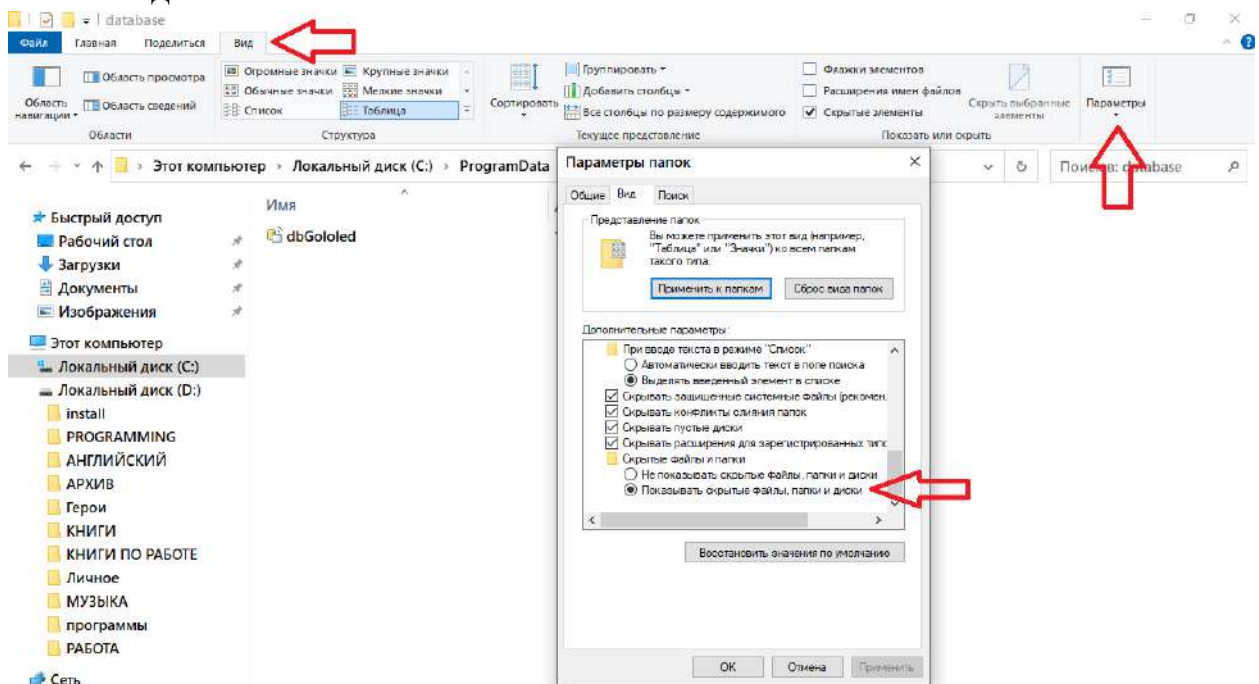 database
Файл Главная Поделиться Вид
Область навигации
Область просмотра
Область сведений
Области
Огромные значки Крупные значки
Обычные значки Мелкие значки
Список Таблица
Структура
Сортировать
Группировать
Добавить столбцы
Все столбцы по размеру содержимого
Текущее представление
Флажки элементов
Расширения имен файлов
Скрытые элементы
Скрыть выбранные элементы
Показать или скрыть
Параметры
Этот компьютер › Локальный диск (C:) › ProgramData
database
Имя
dbGololed
Быстрый доступ
Рабочий стол
Загрузки
Документы
Изображения
Этот компьютер
Локальный диск (C:)
Локальный диск (D:)
install
PROGRAMMING
АНГЛИЙСКИЙ
АРХИВ
Герои
КНИГИ
КНИГИ ПО РАБОТЕ
Личное
МУЗЫКА
программы
РАБОТА
Сеть
Параметры папок
Общие Вид Поиск
Представление папок
Вы можете применить этот вид (например,
"Таблица" или "Значки") ко всем папкам
такого типа.
Применить к папкам Сброс вида папок
Дополнительные параметры:
При вводе текста в режиме "Список"
Автоматически вводить текст в поле поиска
Выделять введенный элемент в списке
Скрывать защищенные системные файлы (рекомен.
Скрывать конфликты слияния папок
Скрывать пустые диски
Скрывать расширения для зарегистрированных типс
Скрытые файлы и папки
Не показывать скрытые файлы, папки и диски
Показывать скрытые файлы, папки и диски
Восстановить значения по умолчанию
ОК Отмена Применить